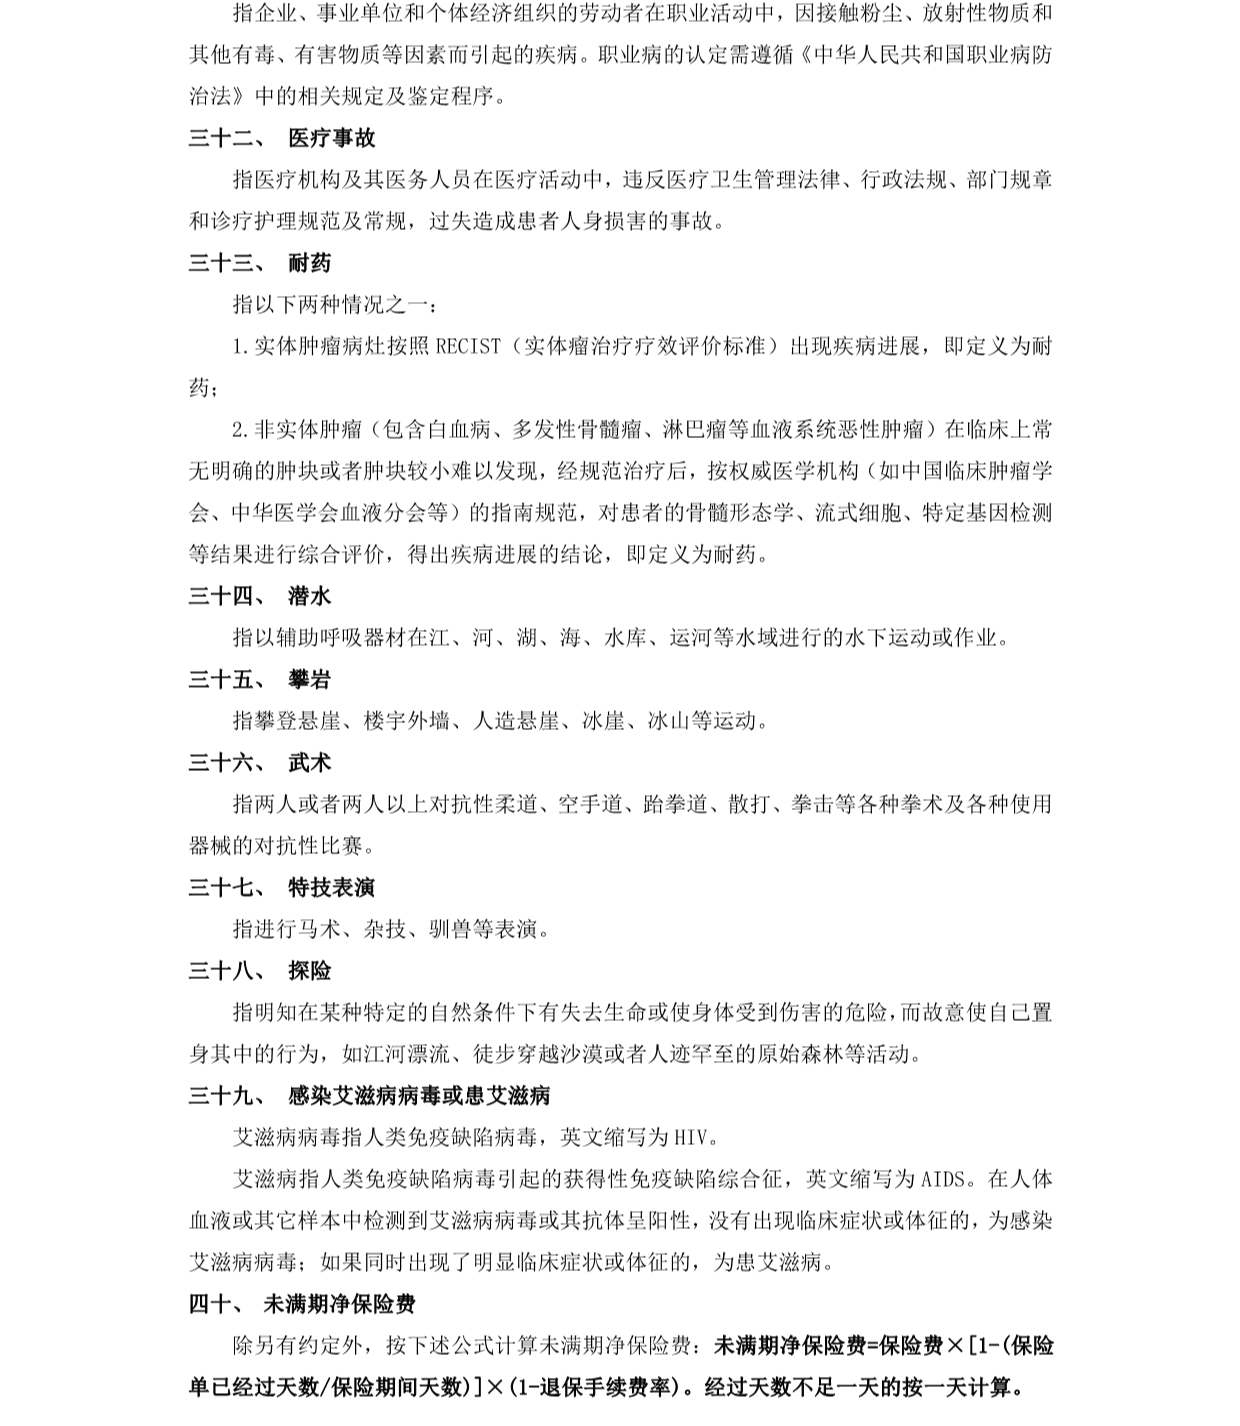 指企业、事业单位和个体经济组织的劳动者在职业活动中，因接触粉尘、放射性物质和
其他有毒、有害物质等因素而引起的疾病。职业病的认定需遵循《中华人民共和国职业病防
治法》中的相关规定及鉴定程序。
三十二、 医疗事故
指医疗机构及其医务人员在医疗活动中，违反医疗卫生管理法律、行政法规、部门规章
和诊疗护理规范及常规，过失造成患者人身损害的事故。
三十三、 耐药
指以下两种情况之一：
1.实体肿瘤病灶按照 RECIST（实体瘤治疗疗效评价标准）出现疾病进展，即定义为耐
药；
2.非实体肿瘤（包含白血病、多发性骨髓瘤、淋巴瘤等血液系统恶性肿瘤）在临床上常
无明确的肿块或者肿块较小难以发现，经规范治疗后，按权威医学机构（如中国临床肿瘤学
会、中华医学会血液分会等）的指南规范，对患者的骨髓形态学、流式细胞、特定基因检测
等结果进行综合评价，得出疾病进展的结论，即定义为耐药。
三十四、 潜水
指以辅助呼吸器材在江、河、湖、海、水库、运河等水域进行的水下运动或作业。
三十五、 攀岩
指攀登悬崖、楼宇外墙、人造悬崖、冰崖、冰山等运动。
三十六、 武术
指两人或者两人以上对抗性柔道、空手道、跆拳道、散打、拳击等各种拳术及各种使用
器械的对抗性比赛。
三十七、 特技表演
指进行马术、杂技、驯兽等表演。
三十八、 探险
指明知在某种特定的自然条件下有失去生命或使身体受到伤害的危险，而故意使自己置
身其中的行为，如江河漂流、徒步穿越沙漠或者人迹罕至的原始森林等活动。
三十九、 感染艾滋病病毒或患艾滋病
艾滋病病毒指人类免疫缺陷病毒，英文缩写为 HIV。
艾滋病指人类免疫缺陷病毒引起的获得性免疫缺陷综合征，英文缩写为 AIDS。在人体
血液或其它样本中检测到艾滋病病毒或其抗体呈阳性，没有出现临床症状或体征的，为感染
艾滋病病毒；如果同时出现了明显临床症状或体征的，为患艾滋病。
四十、 未满期净保险费
除另有约定外，按下述公式计算未满期净保险费：未满期净保险费=保险费×[1-(保险
单已经过天数/保险期间天数)]×(1-退保手续费率)。经过天数不足一天的按一天计算。